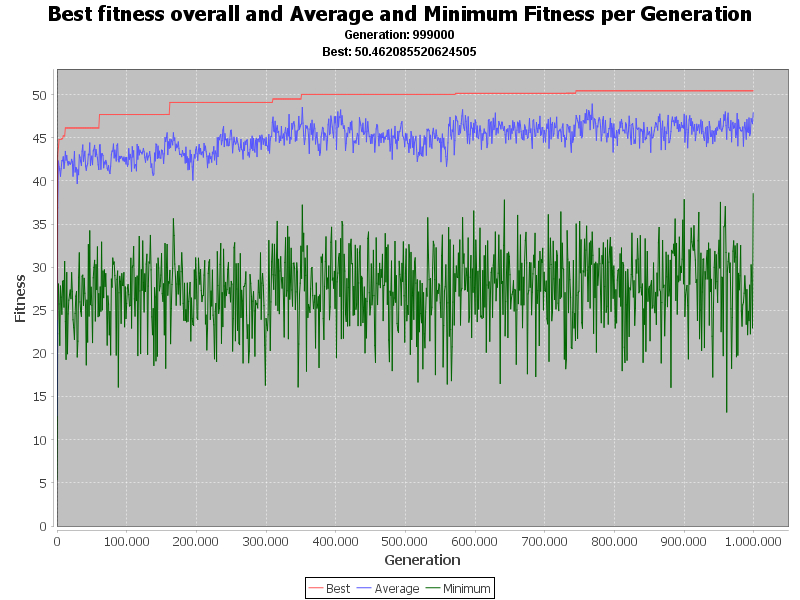 Best fitness overall and Average and Minimum Fitness per Generation
Generation: 999000
Best: 50.462085520624505
Fitness
50
45
40
35
30
25
20
15
10
5
0
0 100.000 200.000 300.000 400.000 500.000 600.000 700.000 800.000 900.000 1.000.000
Generation
Best Average Minimum